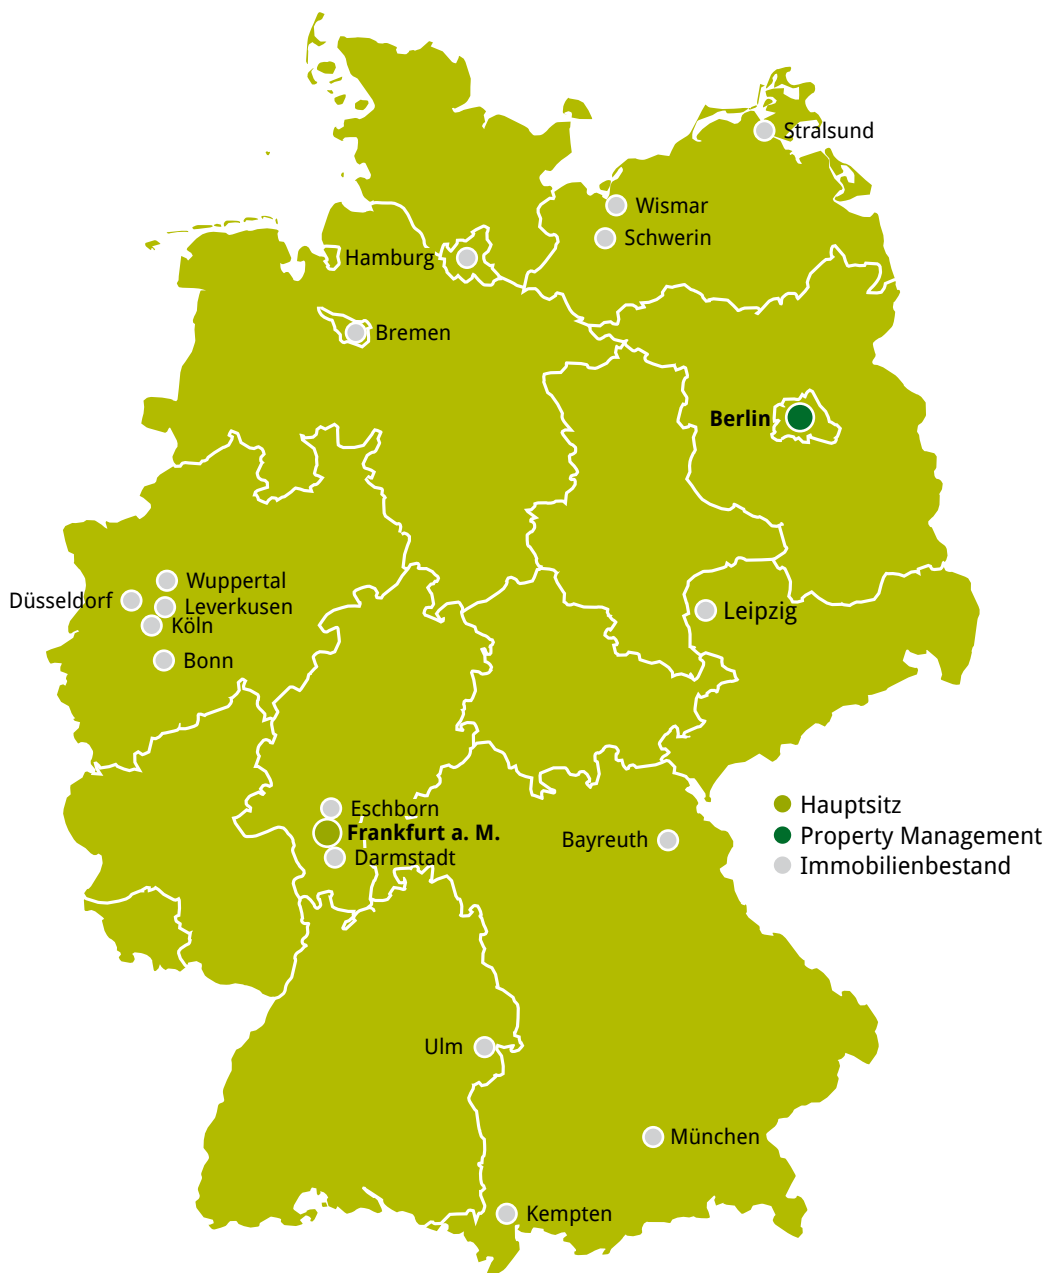 Stralsund
Wismar
Schwerin
Hamburg
Bremen
Berlin
Wuppertal
Düsseldorf
Leverkusen
Köln
Leipzig
Bonn
Hauptsitz
Eschborn
Frankfurt a. M.
Property Management
Bayreuth
Darmstadt
Immobilienbestand
Ulm
München
Kempten